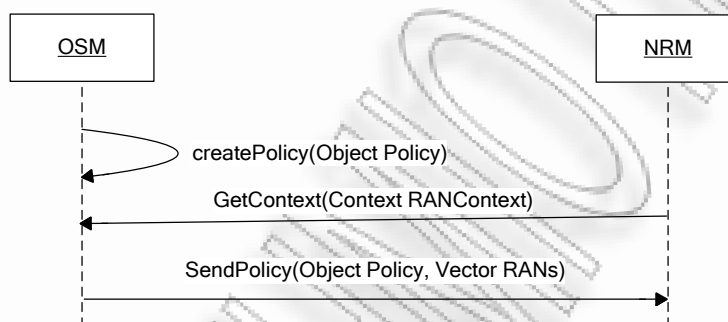 OSM
NRM
createPolicy(Object Policy)
GetContext(Context RANContext)
SendPolicy(Object Policy, Vector RANs)